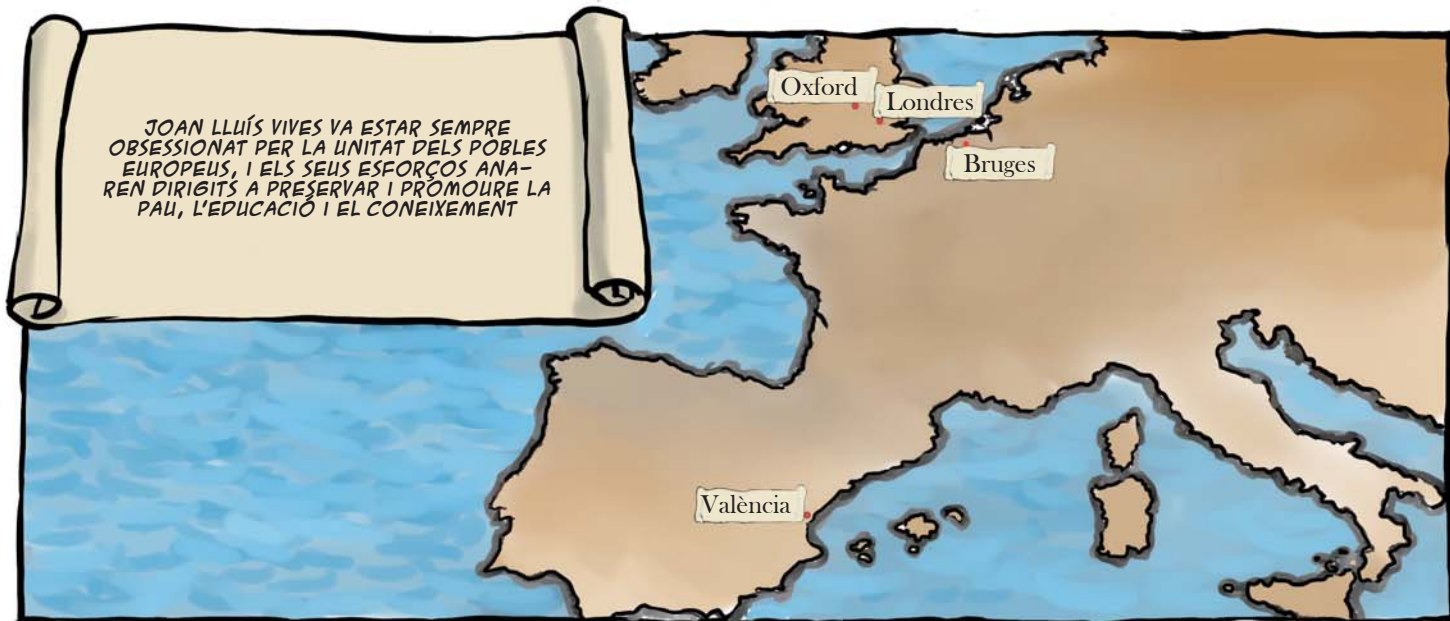 JOAN LLUÍS VIVES VA ESTAR SEMPRE
OBSESSIONAT PER LA UNITAT DELS POBLES
EUROPEUS, I ELS SEUS ESFORÇOS ANA-
REN DIRIGITS A PRESERVAR I PROMOURE LA
PAU, L'EDUCACIÓ I EL CONEIXEMENT
Oxford
Londres
Bruges
València